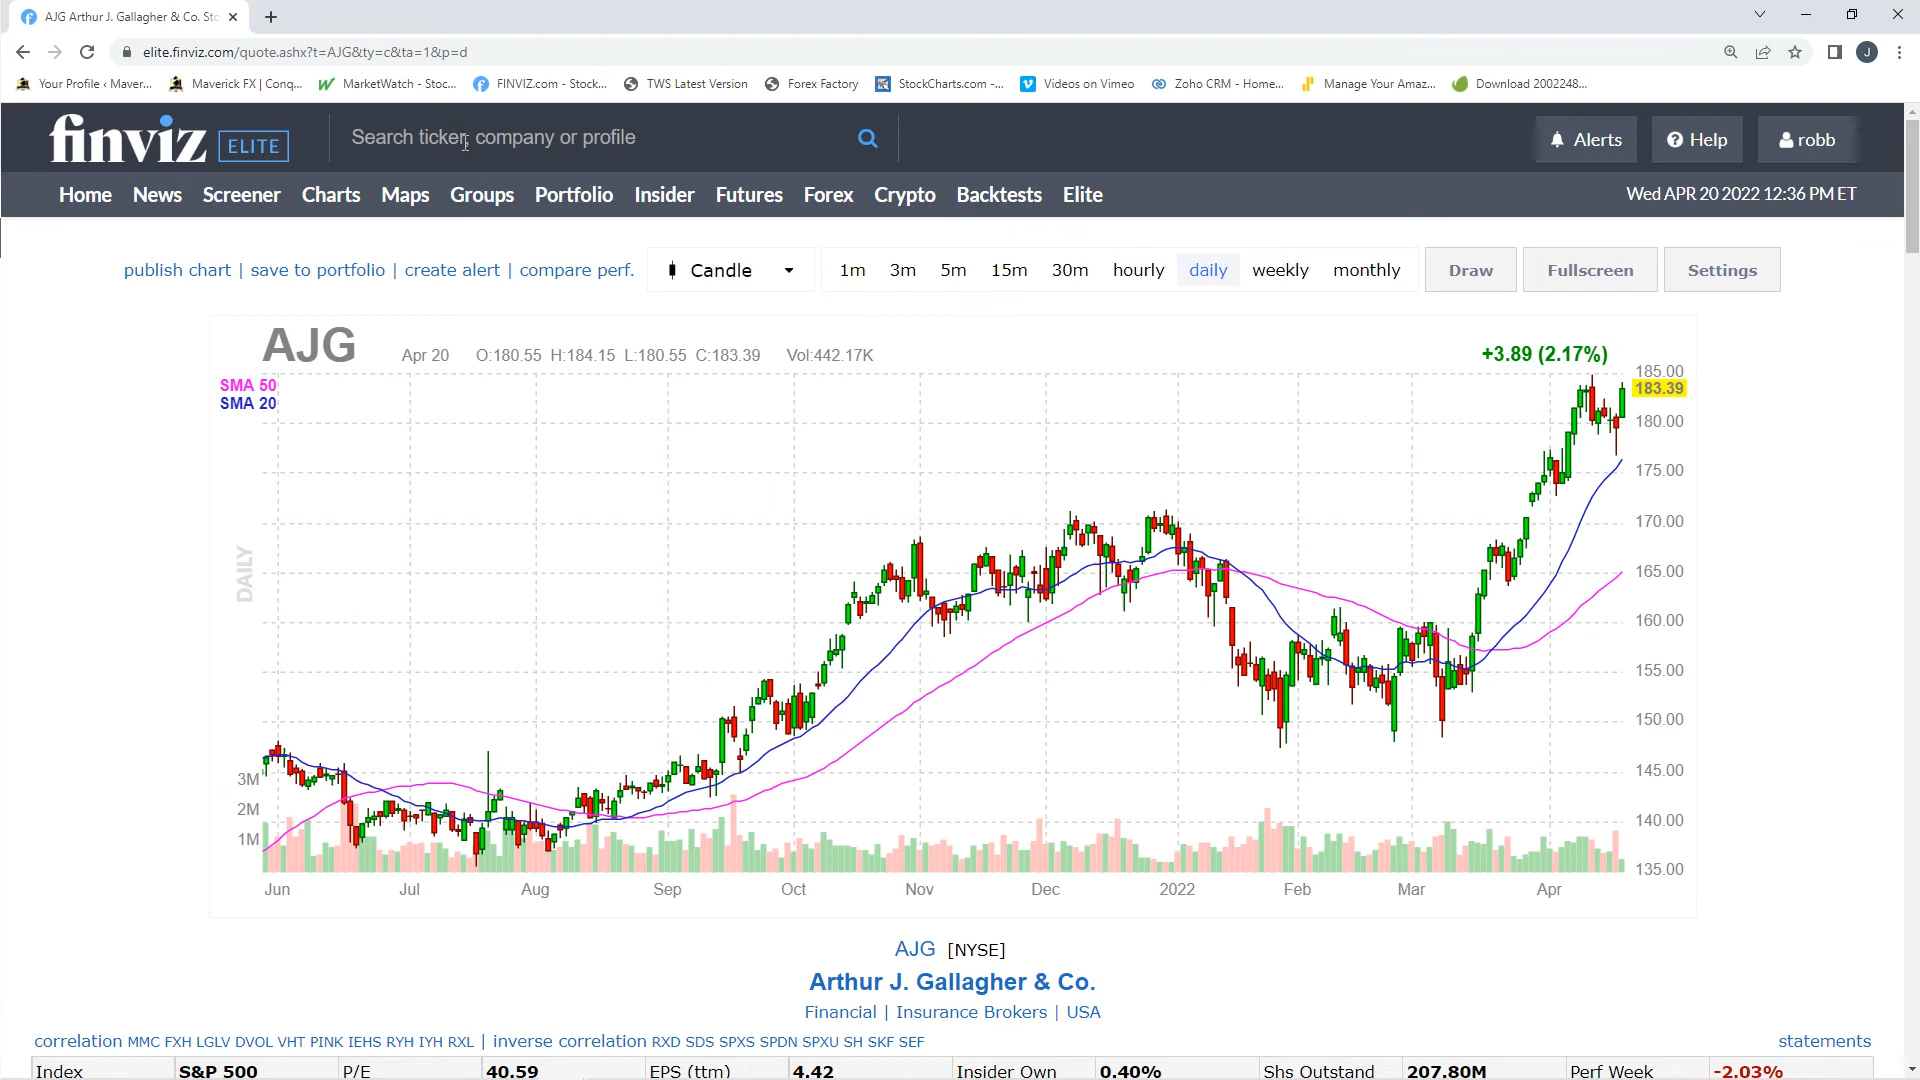 AJG Arthur J. Gallagher & Co. Sto
elite.finviz.com/quote.ashx?t=AJG&ty=c&ta=1&p=d
J
Your Profile ‹ Maver...
Maverick FX | Conq...
MarketWatch - Stoc...
FINVIZ.com - Stock...
TWS Latest Version
Forex Factory
StockCharts.com -...
Videos on Vimeo
Zoho CRM - Home...
Manage Your Amaz...
Download 2002248...
finviz ELITE
Search ticker, company or profile
Alerts
Help
robb
Home News Screener Charts Maps Groups Portfolio Insider Futures Forex Crypto Backtests Elite
Wed APR 20 2022 12:36 PM ET
publish chart | save to portfolio | create alert | compare perf.
Candle
1m 3m 5m 15m 30m hourly daily weekly monthly
Draw
Fullscreen
Settings
AJG
Apr 20 O:180.55 H:184.15 L:180.55 C:183.39 Vol:442.17K
+3.89 (2.17%)
SMA 50
SMA 20
DAILY
185.00
183.39
180.00
175.00
170.00
165.00
160.00
155.00
150.00
145.00
140.00
135.00
3M
2M
1M
Jun Jul Aug Sep Oct Nov Dec 2022 Feb Mar Apr
AJG [NYSE]
Arthur J. Gallagher & Co.
Financial | Insurance Brokers | USA
correlation MMC FXH LGLV DVOL VHT PINK IEHS RYH IYH RXL | inverse correlation RXD SDS SPXS SPDN SPXU SH SKF SEF
statements
Index S&P 500 P/E 40.59 EPS (ttm) 4.42 Insider Own 0.40% Shs Outstand 207.80M Perf Week -2.03%